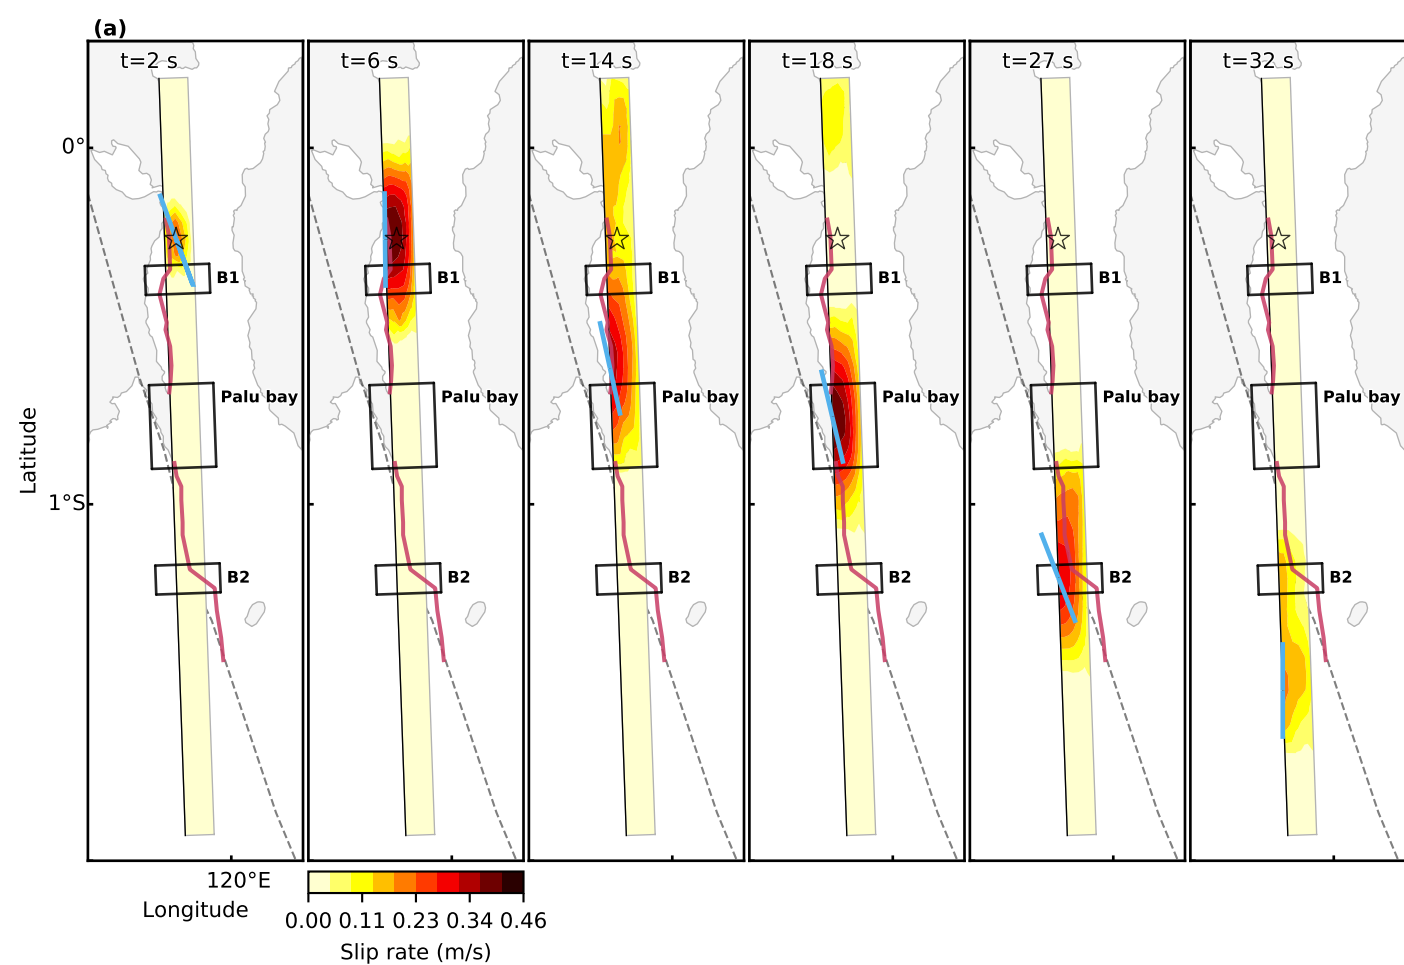 (a)
t=2 s
t=6 s
t=14 s
t=18 s
t=27 s
t=32 s
0°
B1
B1
B1
B1
B1
B1
Palu bay
Palu bay
Palu bay
Palu bay
Palu bay
Palu bay
Latitude
1°S
B2
B2
B2
B2
B2
B2
120°E
Longitude
0.00 0.11 0.23 0.34 0.46
Slip rate (m/s)